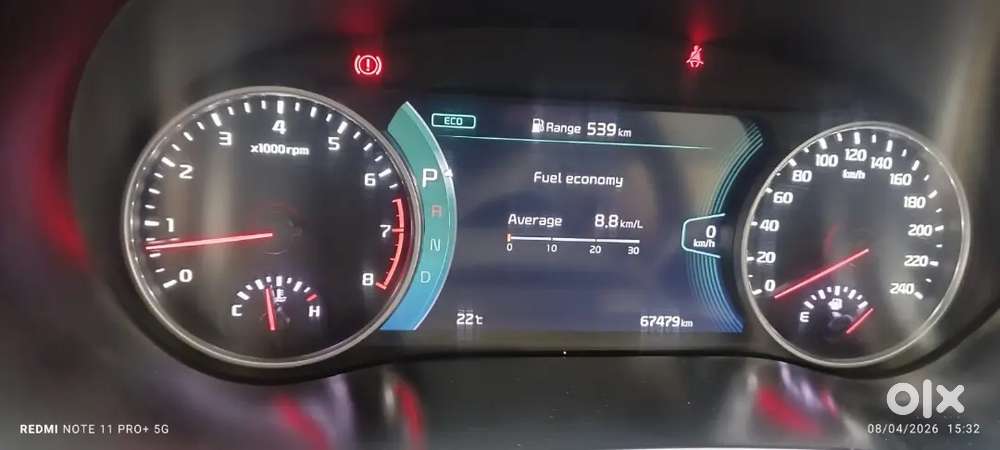 ECO
Range 539 km
4
3 5
x1000rpm
2 6
1 7
0 8
C H
P
R
N
D
Fuel economy
Average 8.8 km/L
0 10 20 30
22°c
67479 km
0
km/h
0 20 40 60 80 100 120 140 160 180 200 220 240
km/h
E
REDMI NOTE 11 PRO+ 5G
olx
08/04/2026 15:32